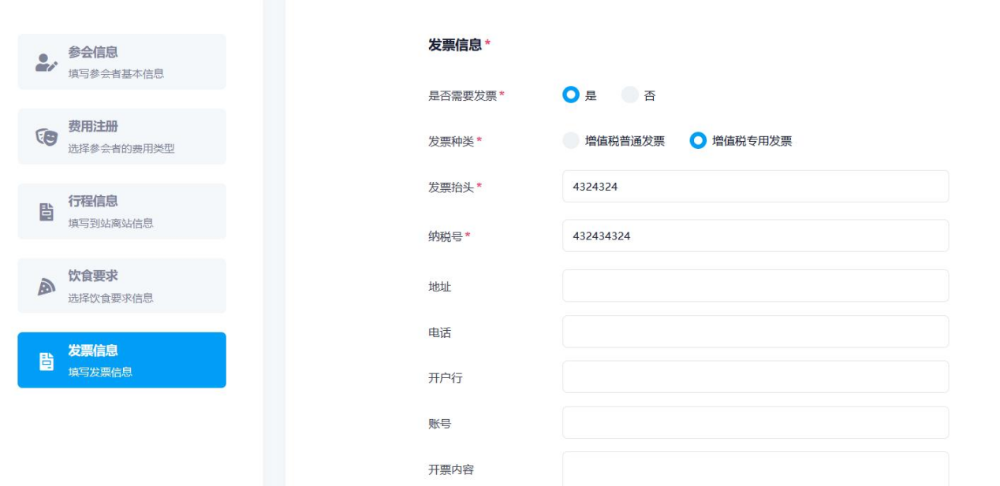 参会信息
填写参会者基本信息
费用注册
选择参会者的费用类型
行程信息
填写到站离站信息
饮食要求
选择饮食要求信息
发票信息
填写发票信息
发票信息*
是否需要发票* 是 否
发票种类* 增值税普通发票 增值税专用发票
发票抬头* 4324324
纳税号* 432434324
地址
电话
开户行
账号
开票内容